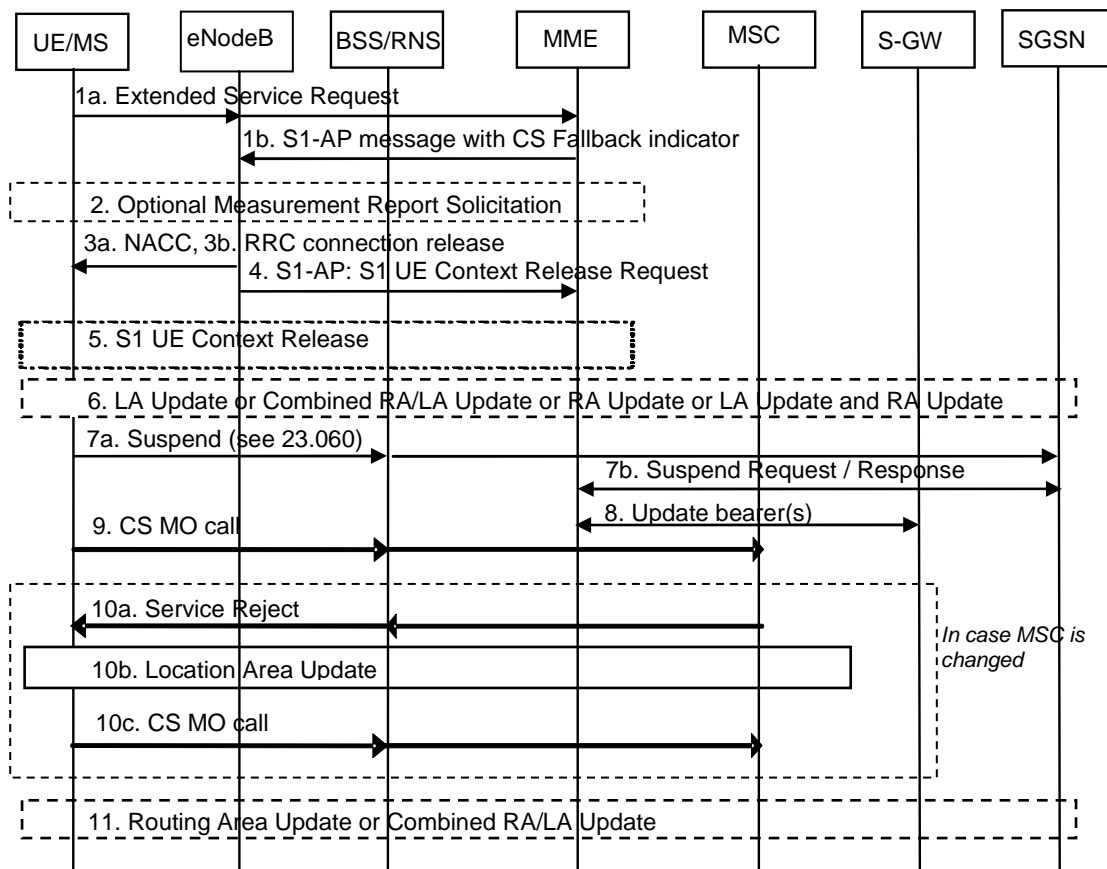 UE/MS
eNodeB
BSS/RNS
MME
MSC
S-GW
SGSN
1a. Extended Service Request
1b. S1-AP message with CS Fallback indicator
2. Optional Measurement Report Solicitation
3a. NACC, 3b. RRC connection release
4. S1-AP: S1 UE Context Release Request
5. S1 UE Context Release
6. LA Update or Combined RA/LA Update or RA Update or LA Update and RA Update
7a. Suspend (see 23.060)
7b. Suspend Request / Response
8. Update bearer(s)
9. CS MO call
10a. Service Reject
In case MSC is
changed
10b. Location Area Update
10c. CS MO call
11. Routing Area Update or Combined RA/LA Update